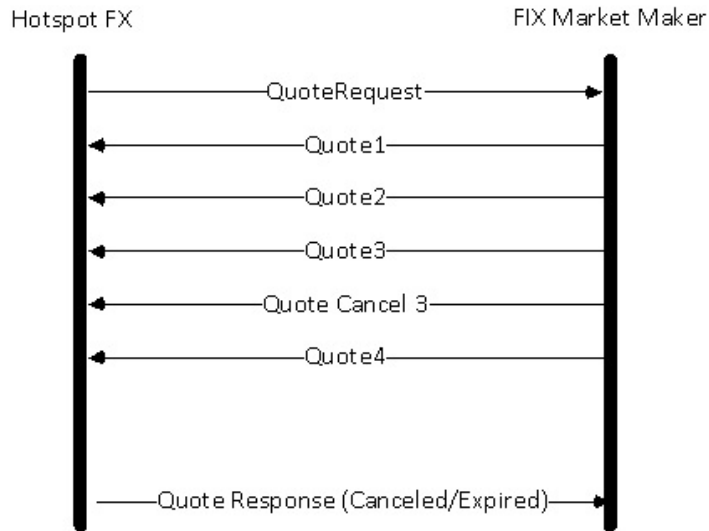 Hotspot FX
FIX Market Maker
QuoteRequest
Quote1
Quote2
Quote3
Quote Cancel 3
Quote4
Quote Response (Canceled/Expired)